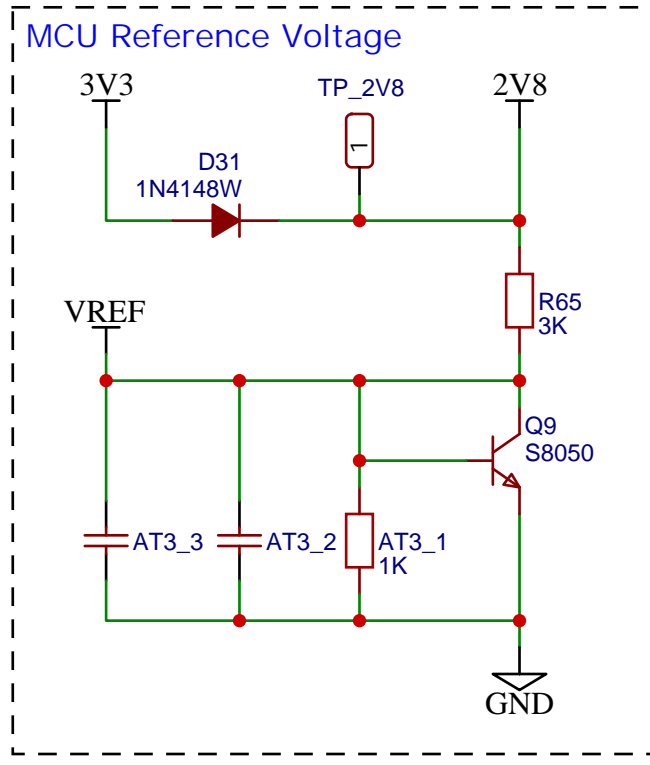 MCU Reference Voltage
3V3
TP_2V8
2V8
1
D31
1N4148W
R65
3K
VREF
Q9
S8050
AT3_3
AT3_2
AT3_1
1K
GND